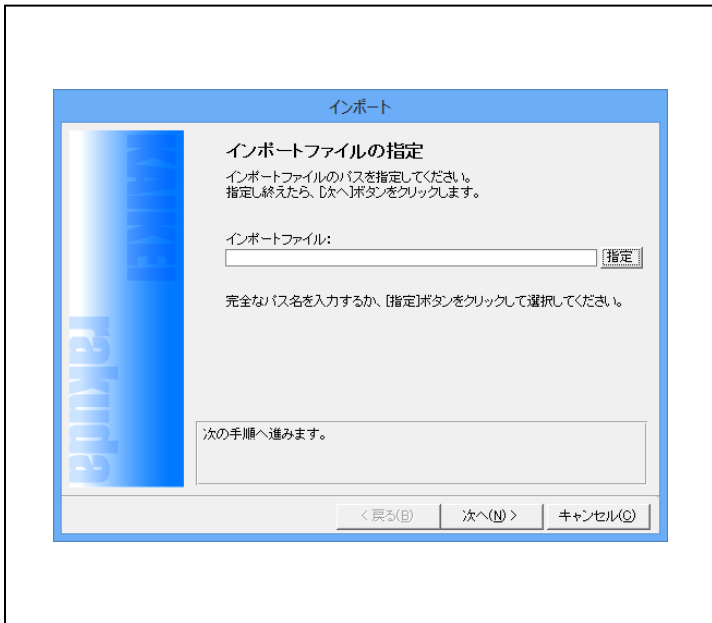 インポート
KAIKEI
rakuda
インポートファイルの指定
インポートファイルのパスを指定してください。
指定し終えたら、[次へ]ボタンをクリックします。
インポートファイル:
指定
完全なパス名を入力するか、[指定]ボタンをクリックして選択してください。
次の手順へ進みます。
< 戻る(B)
次へ(N) >
キャンセル(C)